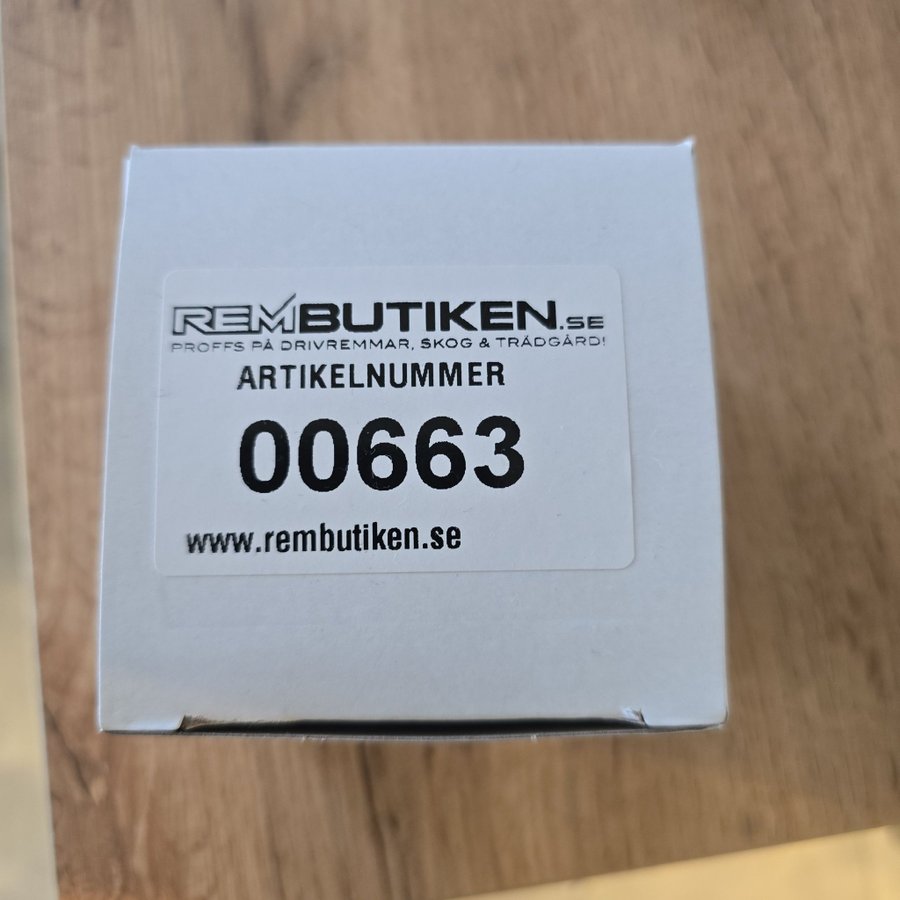 REMBUTIKEN.SE
PROFFS PÅ DRIVREMMAR, SKOG & TRÄDGÅRD!
ARTIKELNUMMER
00663
www.rembutiken.se